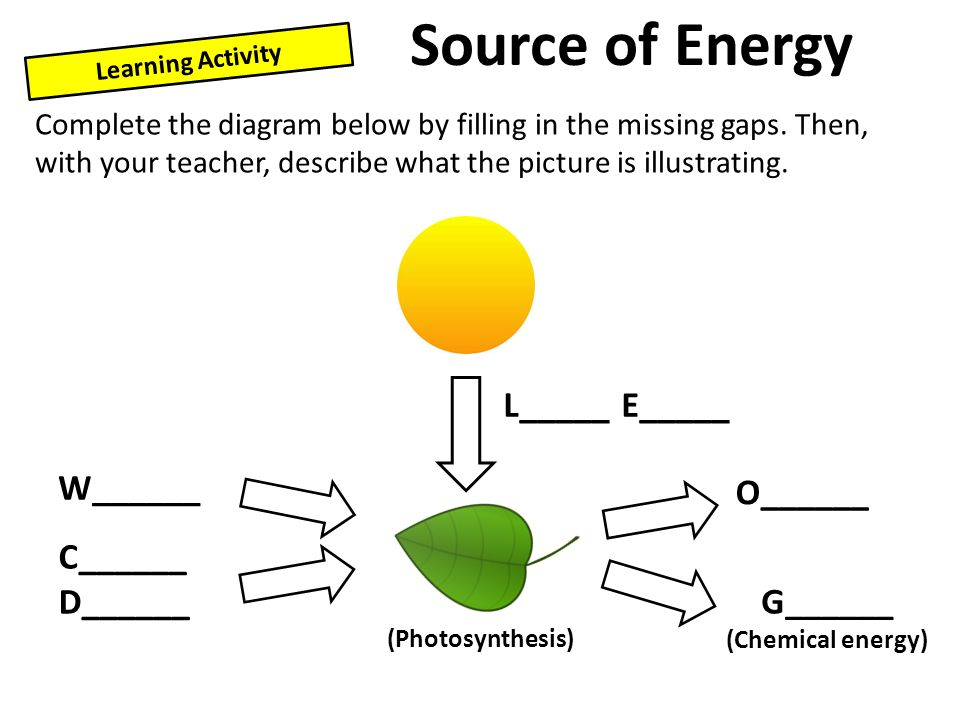 Learning Activity
Source of Energy
Complete the diagram below by filling in the missing gaps. Then,
with your teacher, describe what the picture is illustrating.
L_____ E_____
W______
O______
C______
D______
G______
(Photosynthesis)
(Chemical energy)